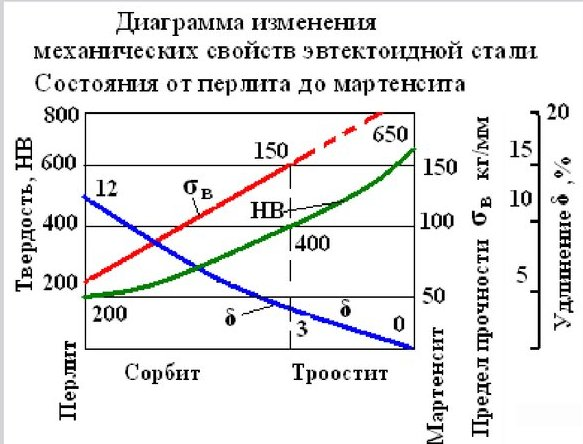 Диаграмма изменения
механических свойств эвтектоидной стали
Состояния от перлита до мартенсита
Твердость, НВ
800
600
400
200
12
σв
150
650
НВ
400
200
δ
3
δ
0
Перлит
Сорбит
Троостит
Мартенсит
150
100
50
Предел прочности σв кг/мм
20
15
10
5
Удлинение δ, %